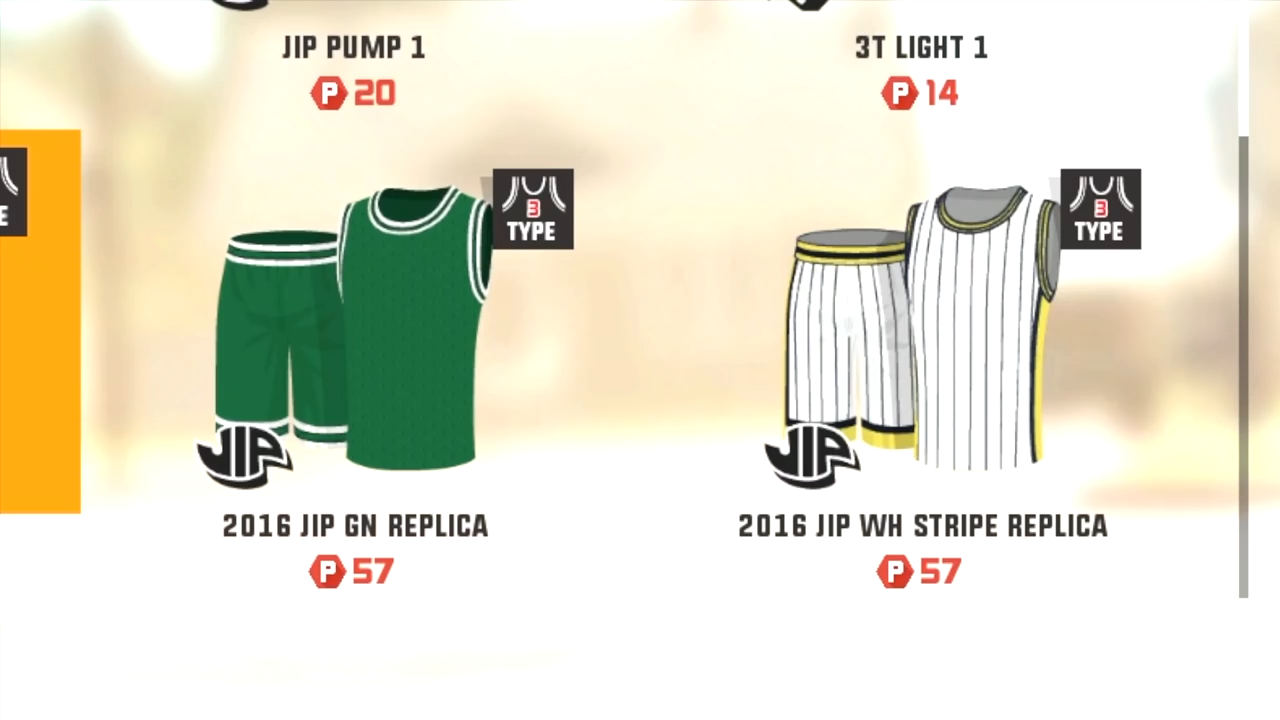 JIP PUMP 1
3T LIGHT 1
P 20
P 14
E
3
TYPE
3
TYPE
JIP
JIP
2016 JIP GN REPLICA
2016 JIP WH STRIPE REPLICA
P 57
P 57